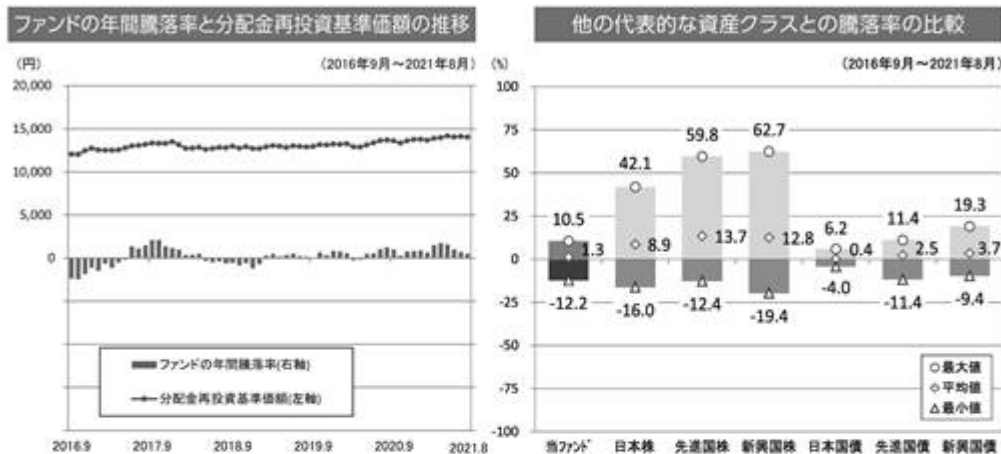 ファンドの年間騰落率と分配金再投資基準価額の推移
(円)
(2016年9月～2021年8月)
20,000
15,000
10,000
5,000
0
ファンドの年間騰落率(右軸)
分配金再投資基準価額(左軸)
2016.9 2017.9 2018.9 2019.9 2020.9 2021.8
他の代表的な資産クラスとの騰落率の比較
(%)
(2016年9月～2021年8月)
100
75
50
25
0
-25
-50
-75
-100
10.5 42.1 59.8 62.7 6.2 11.4 19.3
1.3 8.9 13.7 12.8 0.4 2.5 3.7
-12.2 -16.0 -12.4 -19.4 -4.0 -11.4 -9.4
○最大値
◇平均値
△最小値
当ファンド 日本株 先進国株 新興国株 日本国債 先進国債 新興国債